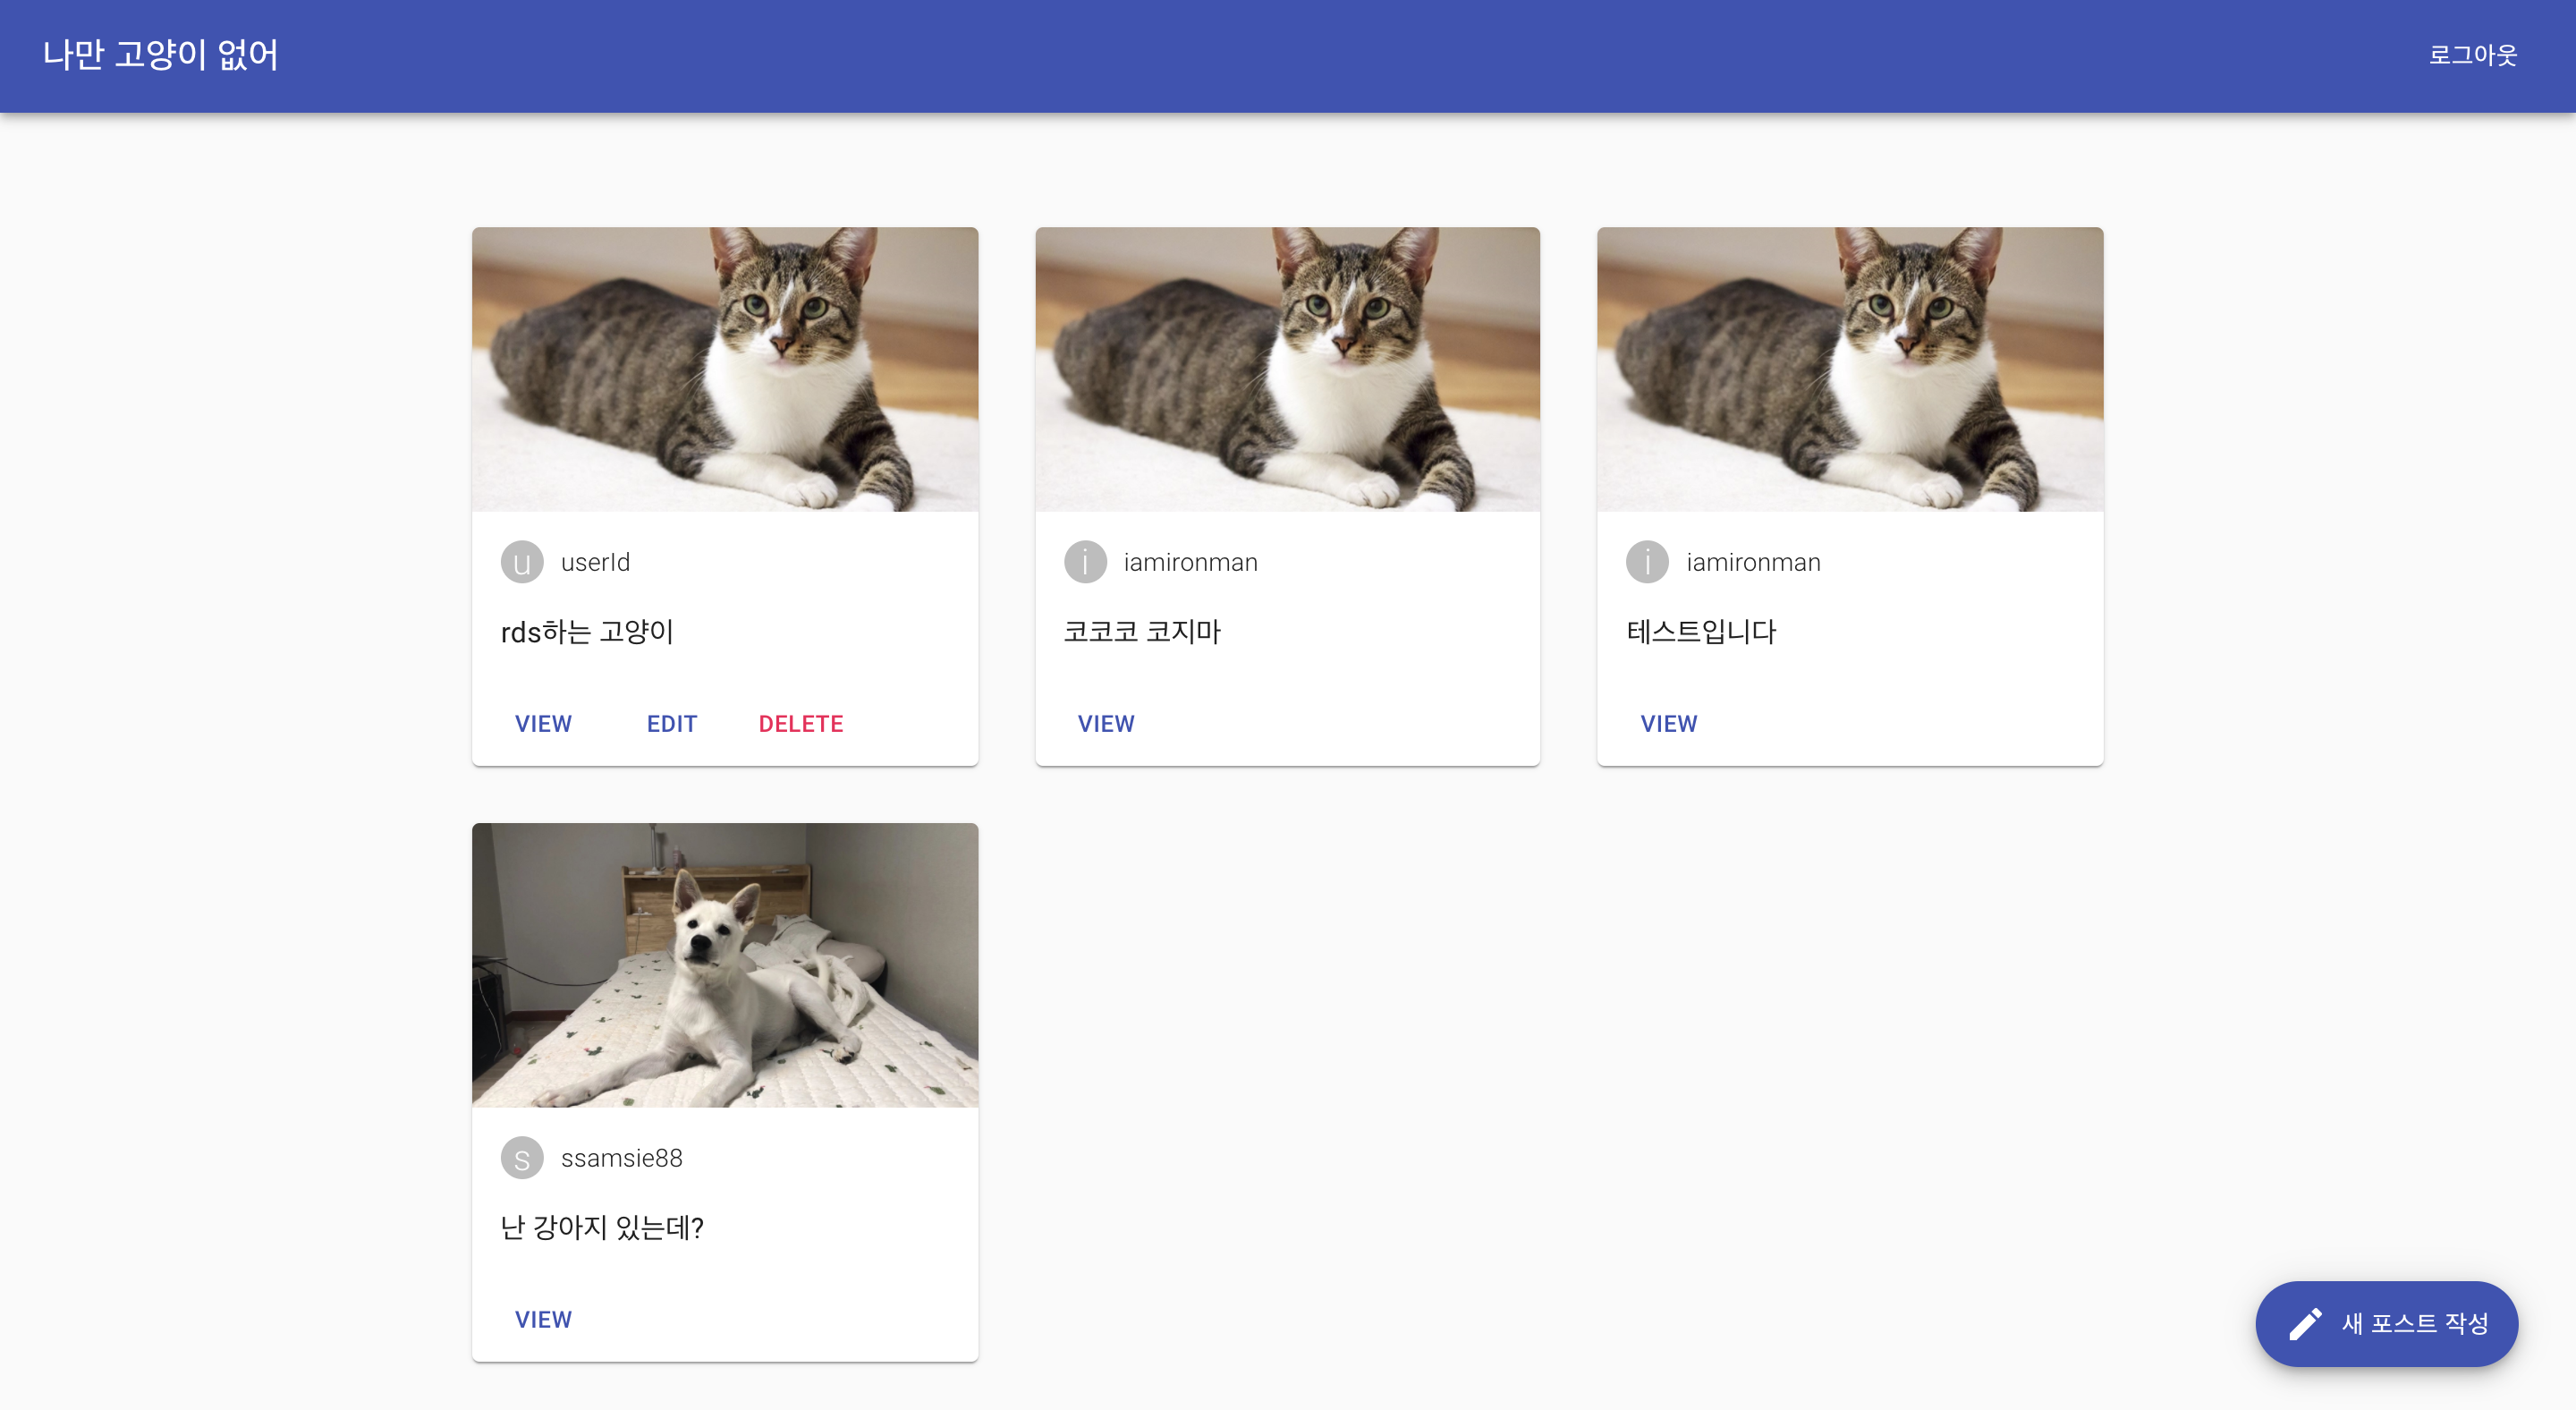 나만 고양이 없어
로그아웃
u userId
rds하는 고양이
VIEW EDIT DELETE
i iamironman
코코코 코지마
VIEW
i iamironman
테스트입니다
VIEW
s ssamsie88
난 강아지 있는데?
VIEW
새 포스트 작성